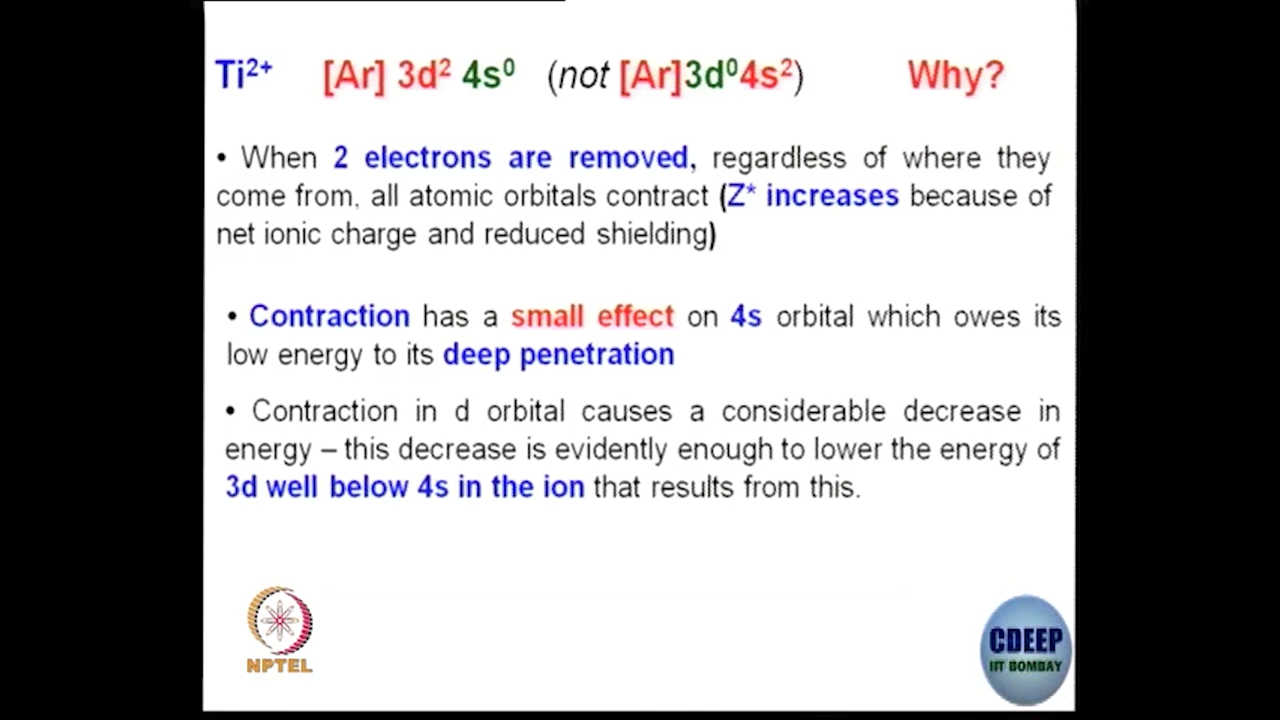 Ti²⁺ [Ar] 3d² 4s⁰ (not [Ar]3d⁰4s²) Why?
• When 2 electrons are removed, regardless of where they
come from, all atomic orbitals contract (Z* increases because of
net ionic charge and reduced shielding)
• Contraction has a small effect on 4s orbital which owes its
low energy to its deep penetration
• Contraction in d orbital causes a considerable decrease in
energy – this decrease is evidently enough to lower the energy of
3d well below 4s in the ion that results from this.
NPTEL
CDEEP
IIT BOMBAY